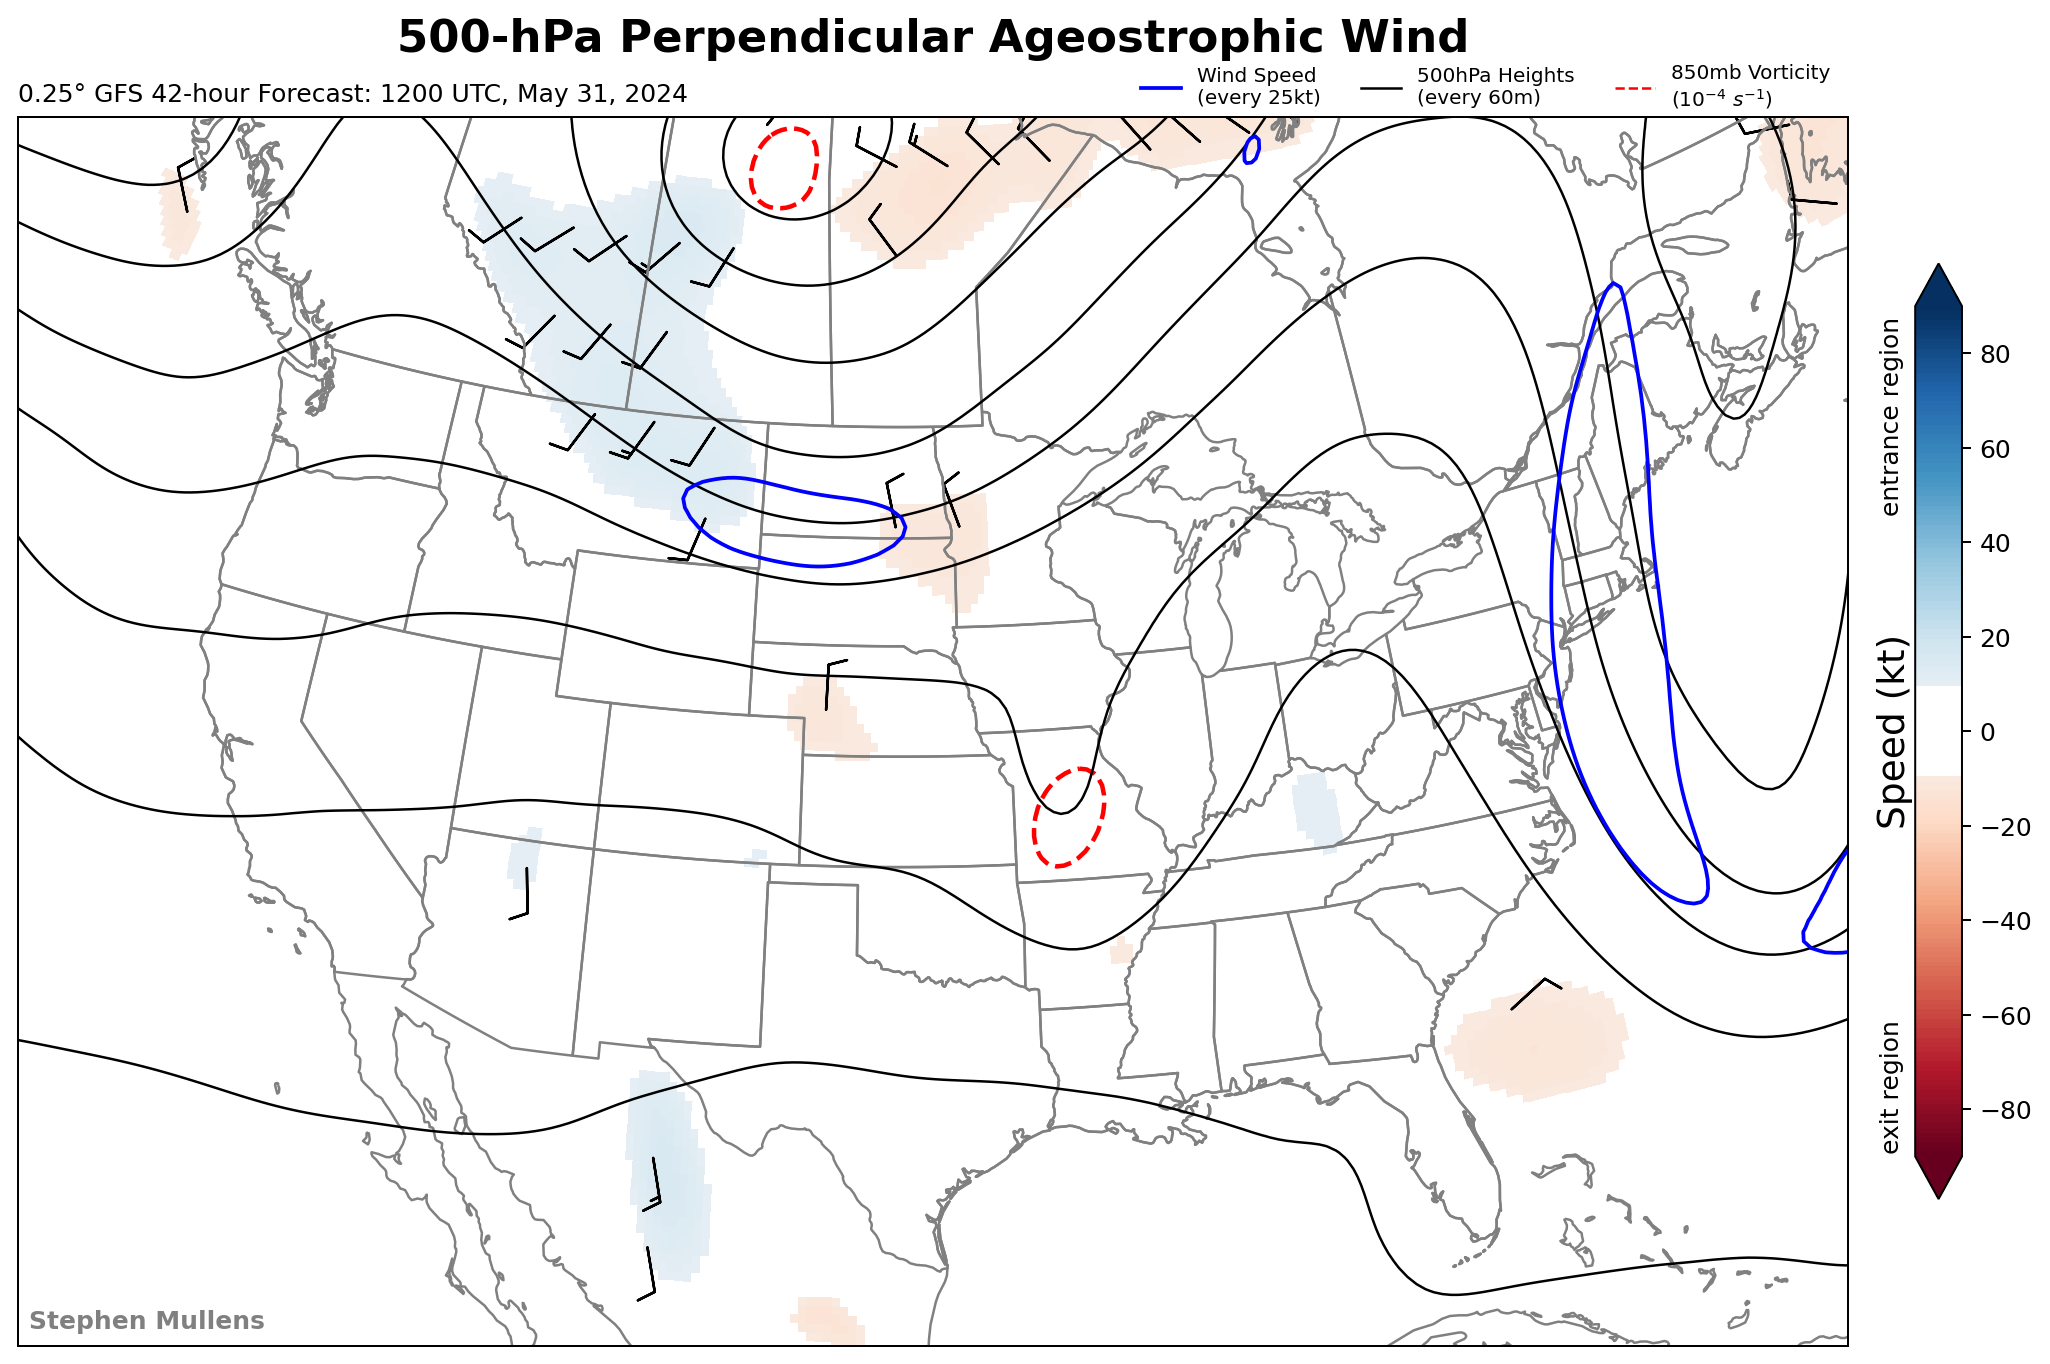 500-hPa Perpendicular Ageostrophic Wind
0.25° GFS 42-hour Forecast: 1200 UTC, May 31, 2024
Wind Speed
(every 25kt)
500hPa Heights
(every 60m)
850mb Vorticity
(10⁻⁴ s⁻¹)
entrance region
Speed (kt)
exit region
80
60
40
20
0
−20
−40
−60
−80
Stephen Mullens